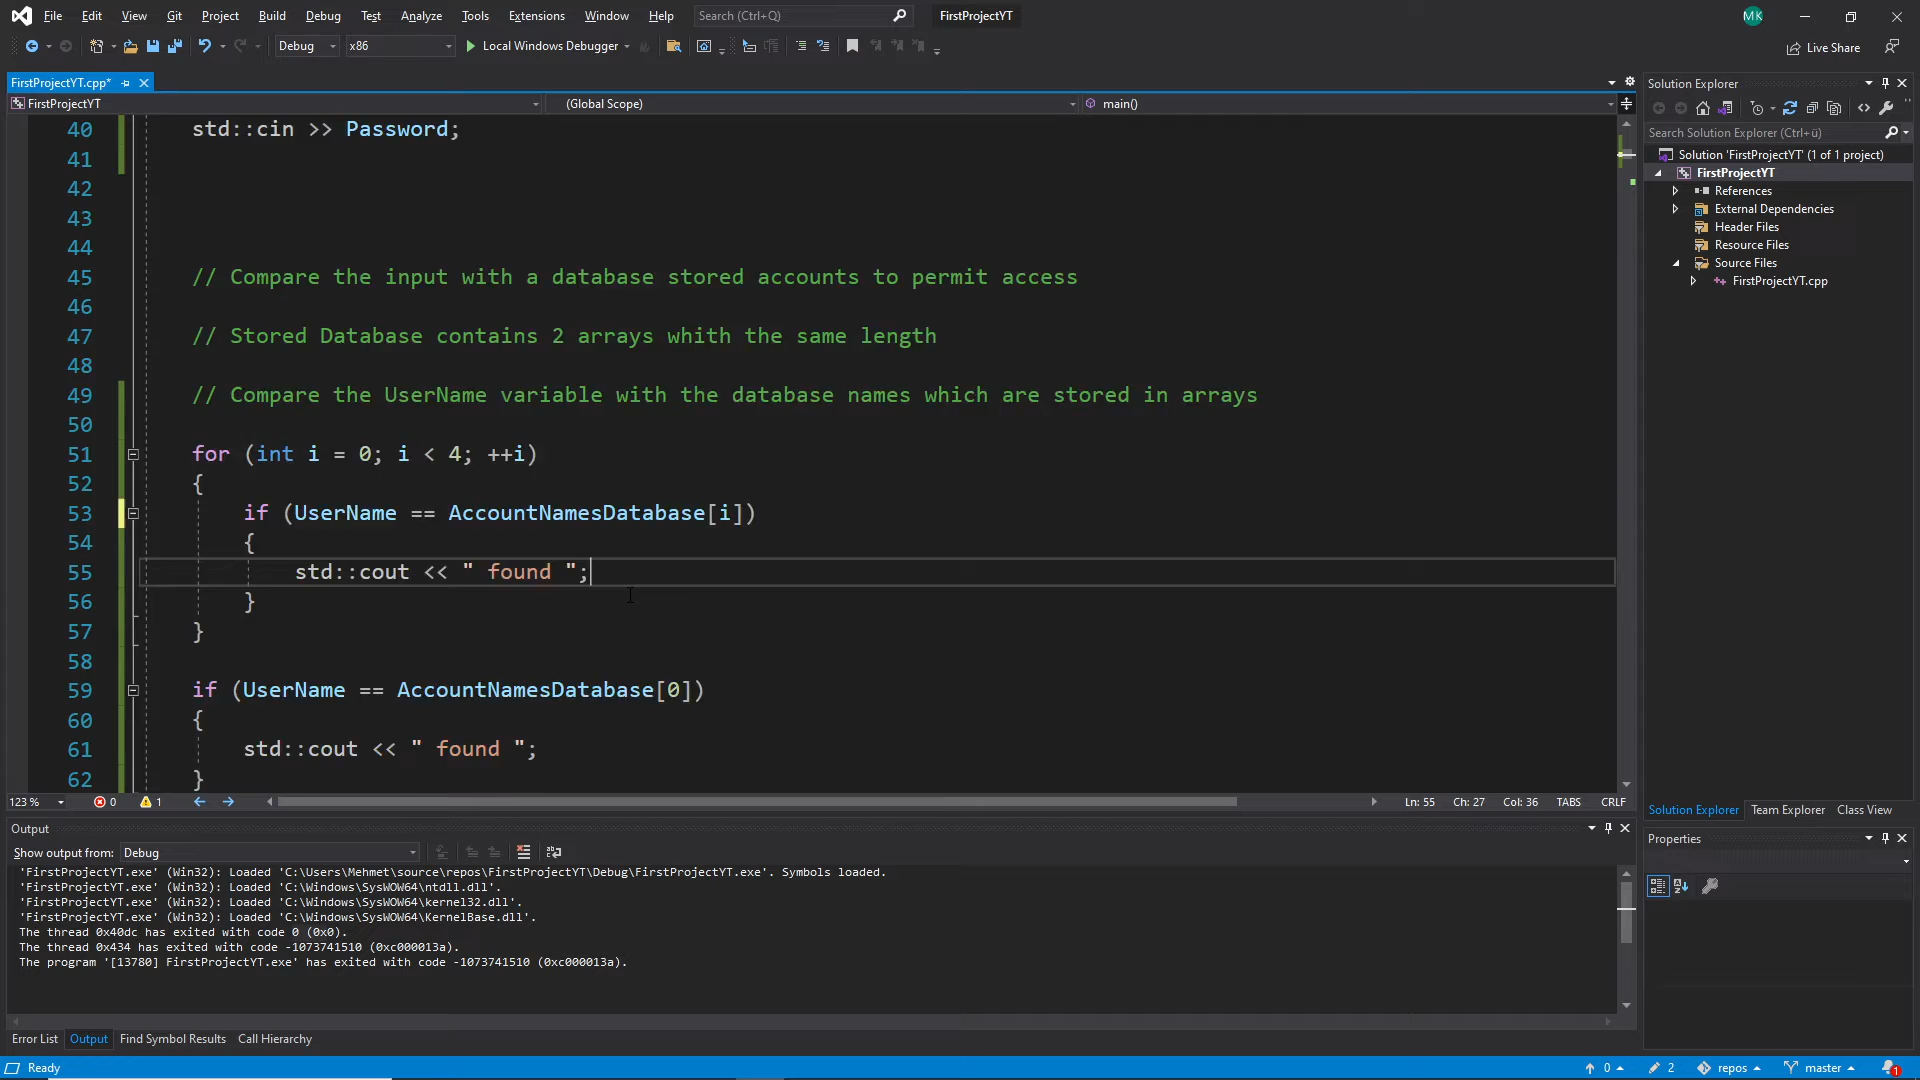 File Edit View Git Project Build Debug Test Analyze Tools Extensions Window Help Search (Ctrl+Q) FirstProjectYT MK
Debug x86 Local Windows Debugger Live Share
FirstProjectYT.cpp*
FirstProjectYT (Global Scope) main()
40 std::cin >> Password;
41
42
43
44
45 // Compare the input with a database stored accounts to permit access
46
47 // Stored Database contains 2 arrays whith the same length
48
49 // Compare the UserName variable with the database names which are stored in arrays
50
51 for (int i = 0; i < 4; ++i)
52 {
53 if (UserName == AccountNamesDatabase[i])
54 {
55 std::cout << " found ";
56 }
57 }
58
59 if (UserName == AccountNamesDatabase[0])
60 {
61 std::cout << " found ";
62 }
123 % 0 1 Ln: 55 Ch: 27 Col: 36 TABS CRLF
Output
Show output from: Debug
'FirstProjectYT.exe' (Win32): Loaded 'C:\Users\Mehmet\source\repos\FirstProjectYT\Debug\FirstProjectYT.exe'. Symbols loaded.
'FirstProjectYT.exe' (Win32): Loaded 'C:\Windows\SysWOW64\ntdll.dll'.
'FirstProjectYT.exe' (Win32): Loaded 'C:\Windows\SysWOW64\kernel32.dll'.
'FirstProjectYT.exe' (Win32): Loaded 'C:\Windows\SysWOW64\KernelBase.dll'.
The thread 0x40dc has exited with code 0 (0x0).
The thread 0x434 has exited with code -1073741510 (0xc000013a).
The program '[13780] FirstProjectYT.exe' has exited with code -1073741510 (0xc000013a).
Error List Output Find Symbol Results Call Hierarchy
Solution Explorer
Search Solution Explorer (Ctrl+ü)
Solution 'FirstProjectYT' (1 of 1 project)
FirstProjectYT
References
External Dependencies
Header Files
Resource Files
Source Files
FirstProjectYT.cpp
Solution Explorer Team Explorer Class View
Properties
Ready 0 2 repos master 1